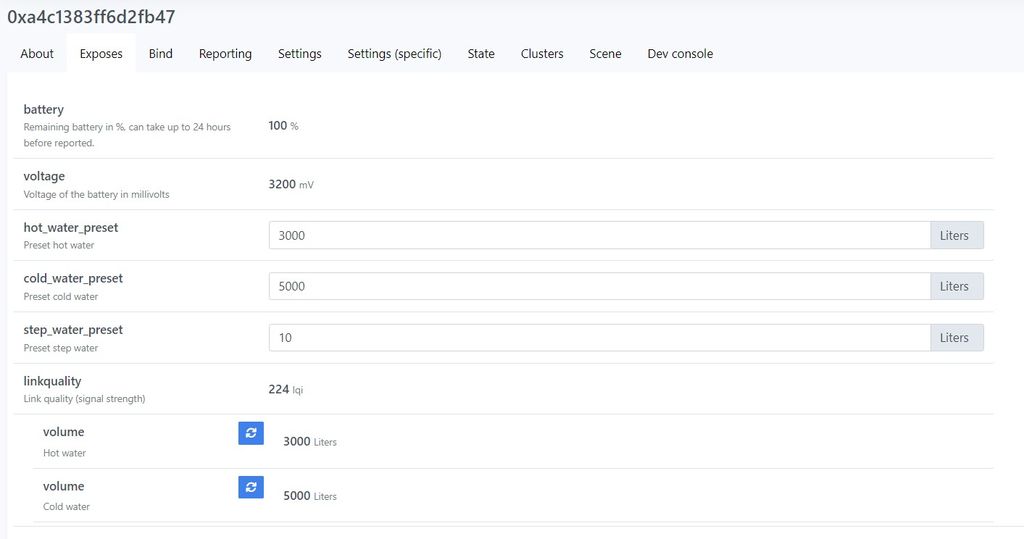 0xa4c1383ff6d2fb47
About Exposes Bind Reporting Settings Settings (specific) State Clusters Scene Dev console
battery
Remaining battery in %, can take up to 24 hours
before reported.
100 %
voltage
Voltage of the battery in millivolts
3200 mV
hot_water_preset
Preset hot water
3000 Liters
cold_water_preset
Preset cold water
5000 Liters
step_water_preset
Preset step water
10 Liters
linkquality
Link quality (signal strength)
224 lqi
volume
Hot water
3000 Liters
volume
Cold water
5000 Liters